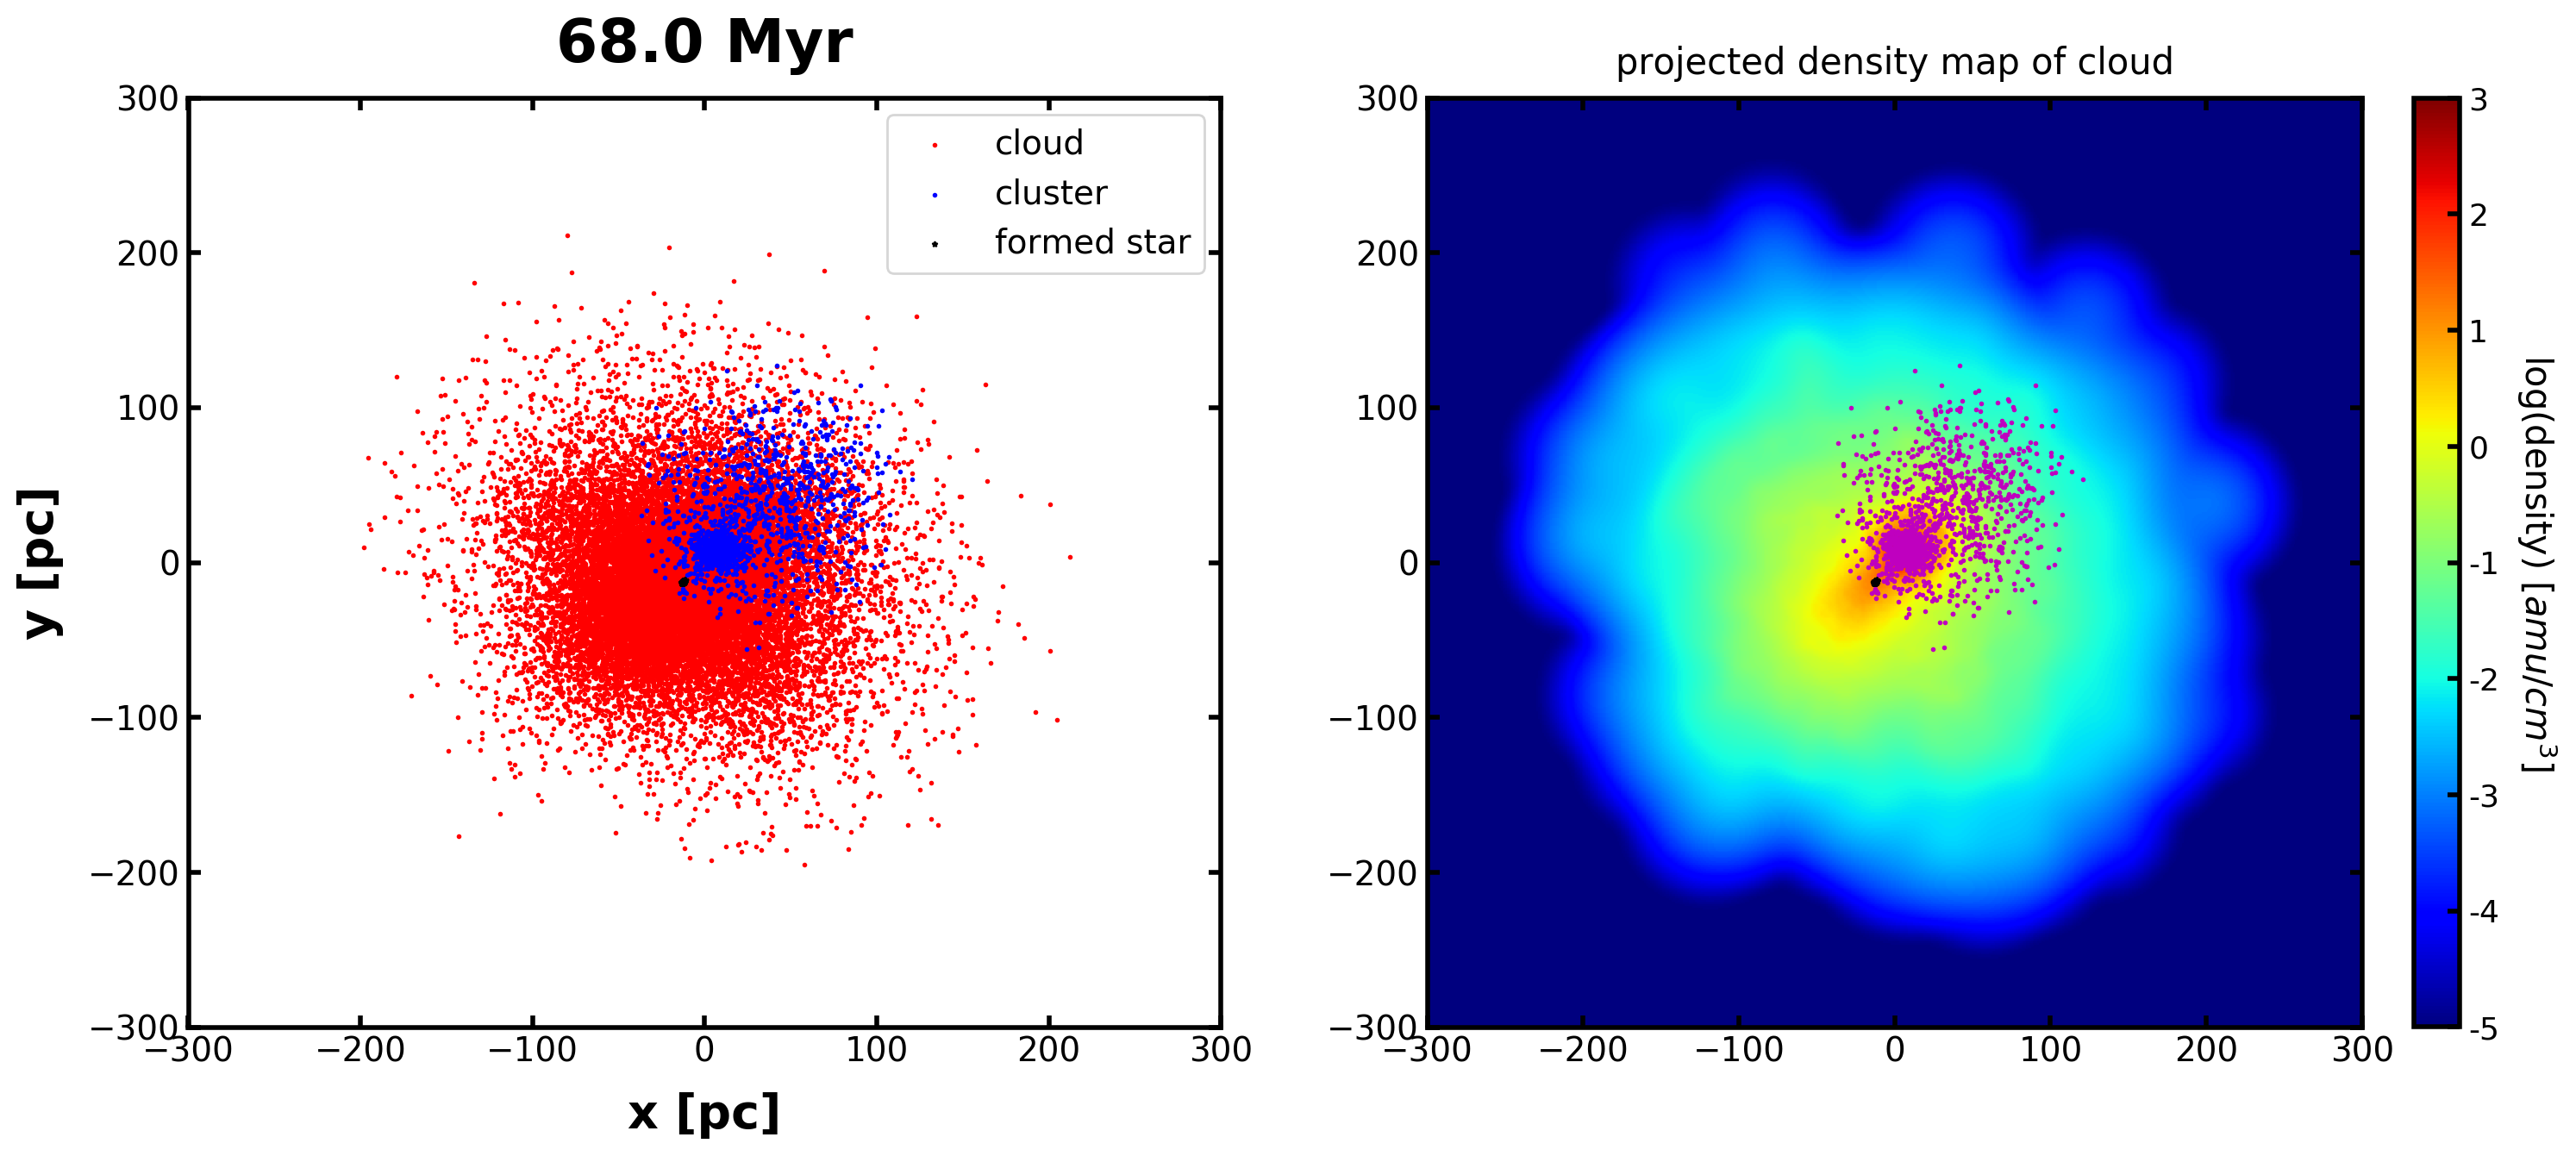 68.0 Myr
300
200
100
0
−100
−200
−300
−300 −200 −100 0 100 200 300
y [pc]
x [pc]
cloud
cluster
formed star
projected density map of cloud
300
200
100
0
−100
−200
−300
−300 −200 −100 0 100 200 300
3
2
1
0
-1
-2
-3
-4
-5
log(density) [amu/cm³]